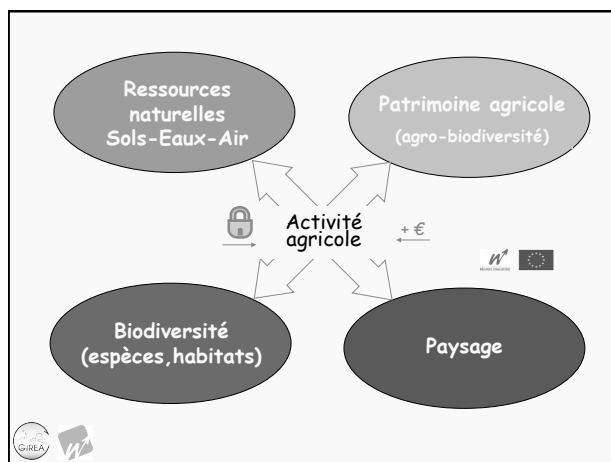 Ressources
naturelles
Sols-Eaux-Air
Patrimoine agricole
(agro-biodiversité)
Activité
agricole
+ €
Biodiversité
(espèces,habitats)
Paysage
GIREA